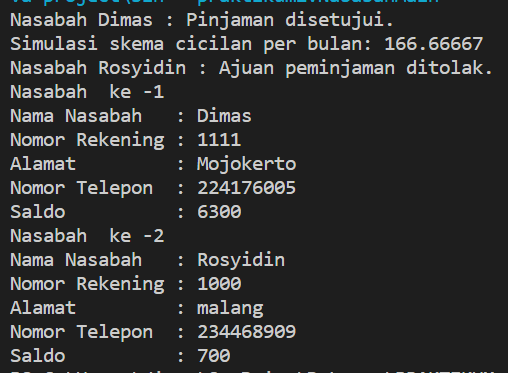 Nasabah Dimas : Pinjaman disetujui.
Simulasi skema cicilan per bulan: 166.66667
Nasabah Rosyidin : Ajuan peminjaman ditolak.
Nasabah  ke -1
Nama Nasabah   : Dimas
Nomor Rekening : 1111
Alamat         : Mojokerto
Nomor Telepon  : 224176005
Saldo          : 6300
Nasabah  ke -2
Nama Nasabah   : Rosyidin
Nomor Rekening : 1000
Alamat         : malang
Nomor Telepon  : 234468909
Saldo          : 700